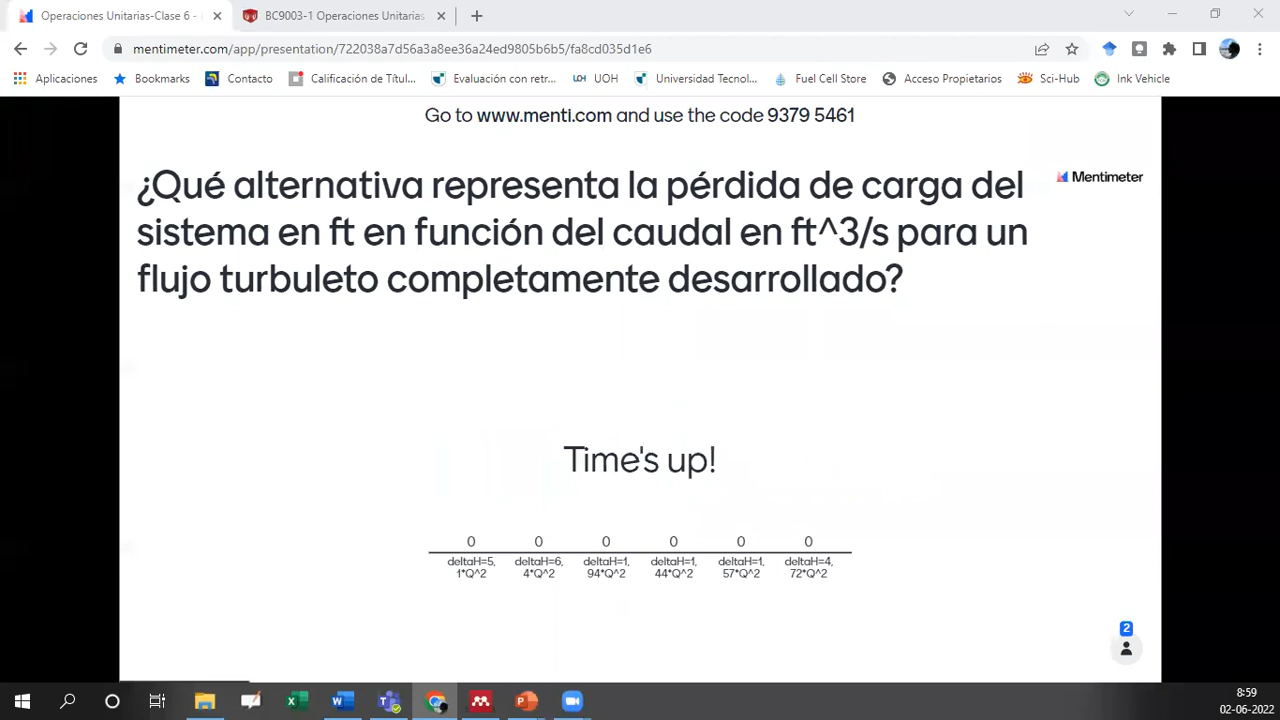 Operaciones Unitarias-Clase 6 -
BC9003-1 Operaciones Unitarias
mentimeter.com/app/presentation/722038a7d56a3a8ee36a24ed9805b6b5/fa8cd035d1e6
Aplicaciones
Bookmarks
Contacto
Calificación de Títul...
Evaluación con retr...
UOH
UOH
Universidad Tecnol...
Fuel Cell Store
Acceso Propietarios
Sci-Hub
Ink Vehicle
Go to www.menti.com and use the code 9379 5461
Mentimeter
¿Qué alternativa representa la pérdida de carga del
sistema en ft en función del caudal en ft^3/s para un
flujo turbuleto completamente desarrollado?
Time's up!
0 0 0 0 0 0
deltaH=5, deltaH=6, deltaH=1, deltaH=1, deltaH=1, deltaH=4,
1*Q^2 4*Q^2 94*Q^2 44*Q^2 57*Q^2 72*Q^2
2
8:59
02-06-2022